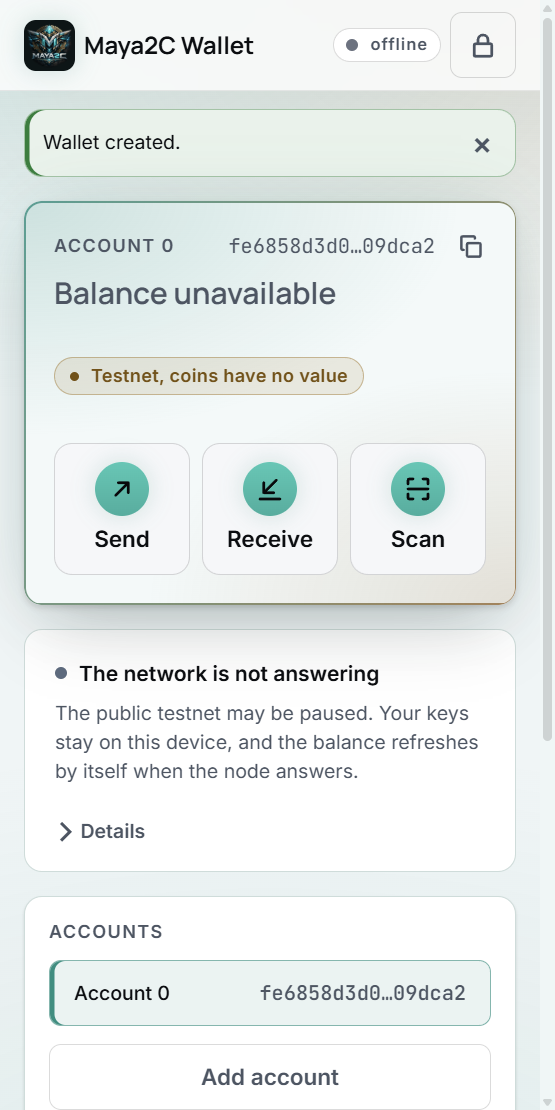 MAYA2C
Maya2C Wallet
offline
Wallet created.
ACCOUNT 0
fe6858d3d0…09dca2
Balance unavailable
Testnet, coins have no value
Send
Receive
Scan
The network is not answering
The public testnet may be paused. Your keys
stay on this device, and the balance refreshes
by itself when the node answers.
Details
ACCOUNTS
Account 0
fe6858d3d0…09dca2
Add account